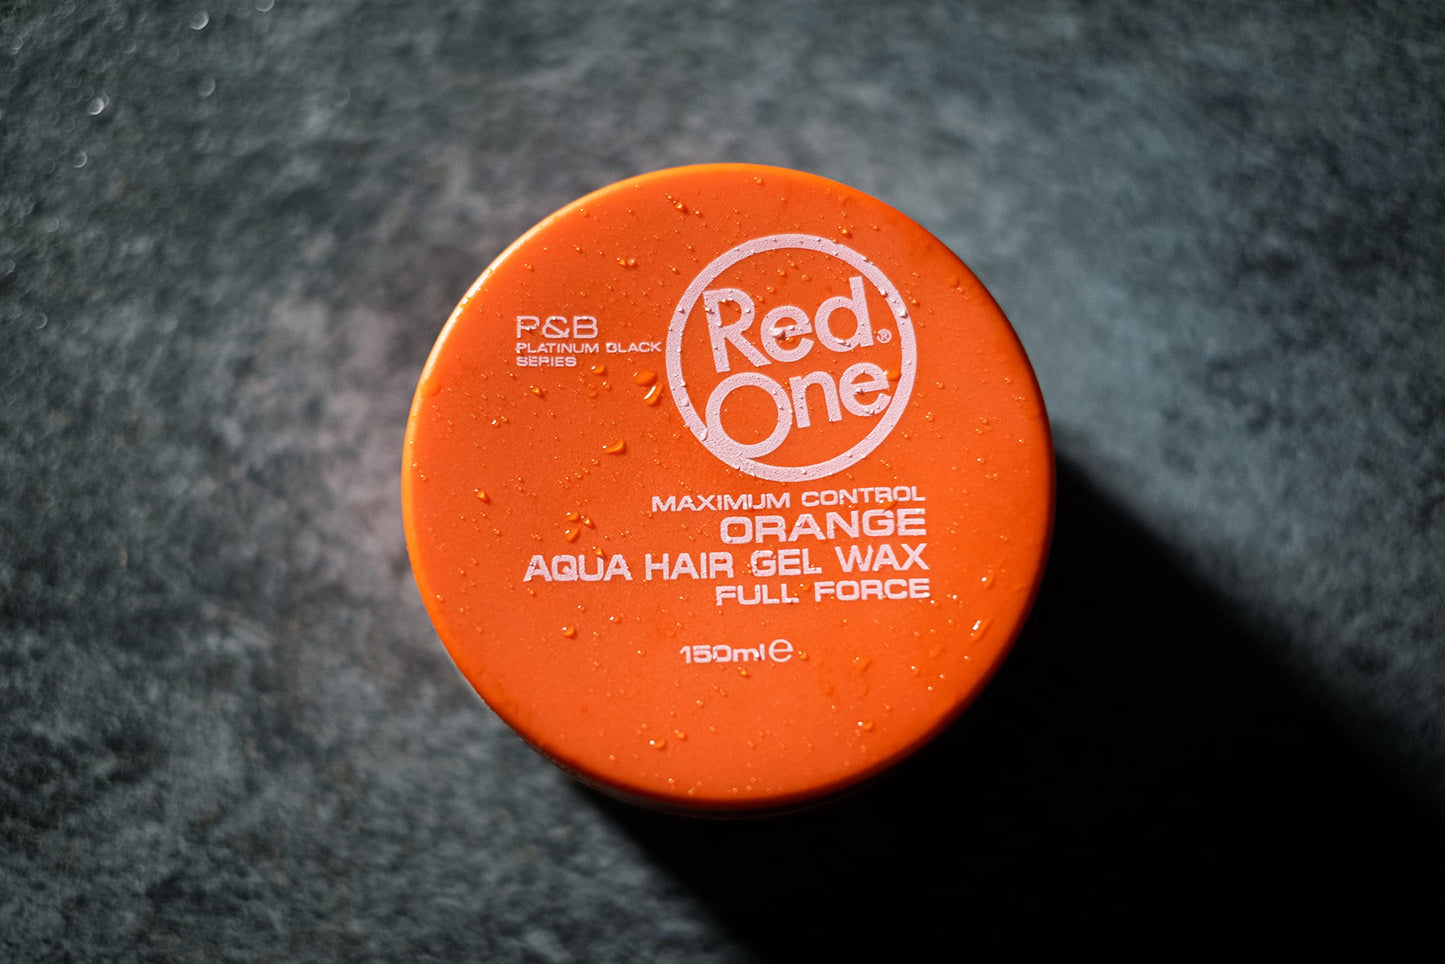 P&B
PLATINUM BLACK
SERIES
Red
One®
MAXIMUM CONTROL
ORANGE
AQUA HAIR GEL WAX
FULL FORCE
150ml℮